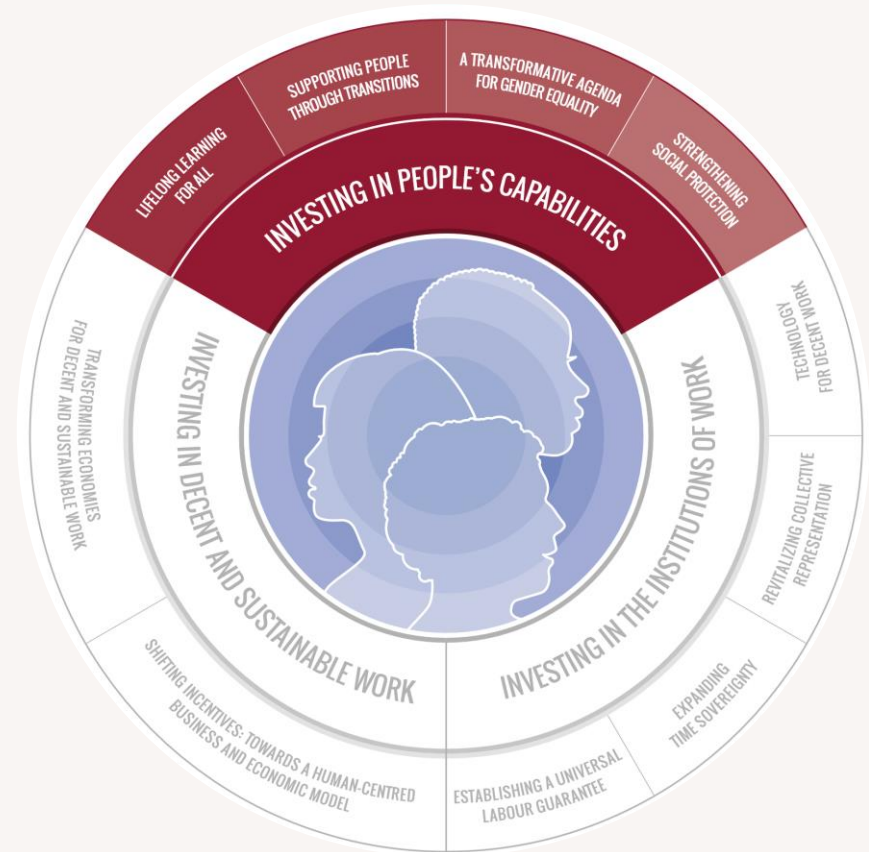 LIFELONG LEARNING
FOR ALL
SUPPORTING PEOPLE
THROUGH TRANSITIONS
A TRANSFORMATIVE AGENDA
FOR GENDER EQUALITY
STRENGTHENING
SOCIAL PROTECTION
INVESTING IN PEOPLE'S CAPABILITIES
TECHNOLOGY
FOR DECENT WORK
REVITALIZING COLLECTIVE
REPRESENTATION
EXPANDING
TIME SOVEREIGNTY
ESTABLISHING A UNIVERSAL
LABOUR GUARANTEE
INVESTING IN THE INSTITUTIONS OF WORK
SHIFTING INCENTIVES: TOWARDS A HUMAN-CENTRED
BUSINESS AND ECONOMIC MODEL
TRANSFORMING ECONOMIES
FOR DECENT AND SUSTAINABLE WORK
INVESTING IN DECENT AND SUSTAINABLE WORK